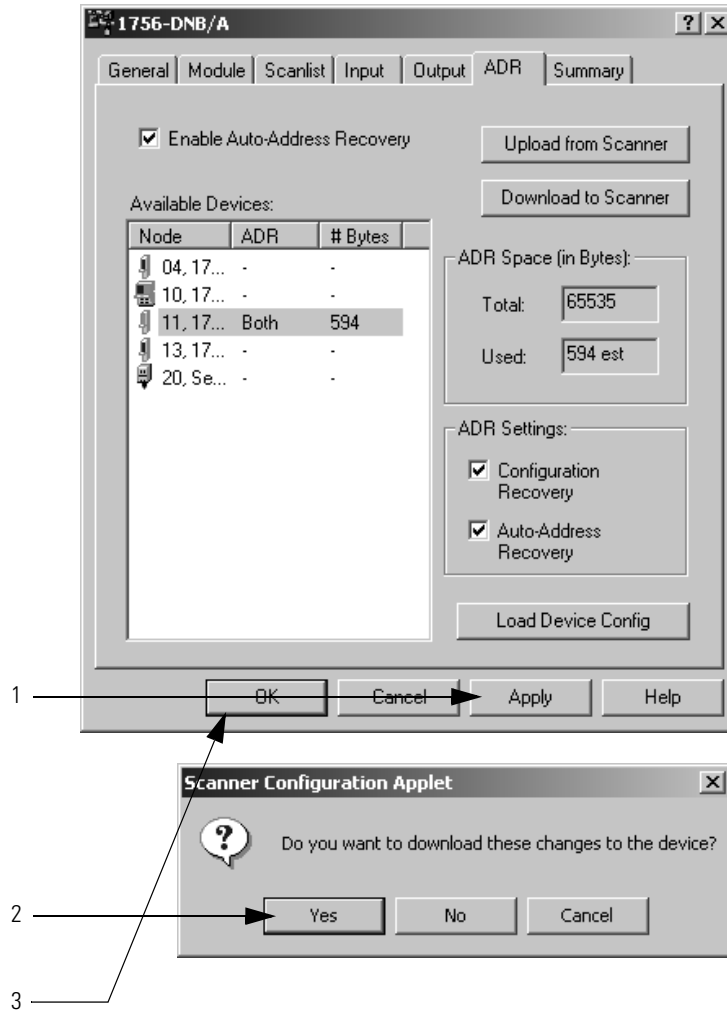 1756-DNB/A
General Module Scanlist Input Output ADR Summary
Enable Auto-Address Recovery
Upload from Scanner
Download to Scanner
Available Devices:
Node ADR # Bytes
04, 17... - -
10, 17... - -
11, 17... Both 594
13, 17... - -
20, Se... - -
ADR Space (in Bytes):
Total: 65535
Used: 594 est
ADR Settings:
Configuration
Recovery
Auto-Address
Recovery
Load Device Config
1
OK Cancel Apply Help
Scanner Configuration Applet
Do you want to download these changes to the device?
2
Yes No Cancel
3